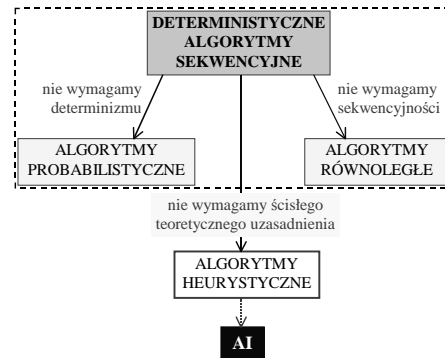 DETERMINISTYCZNE
ALGORYTMY
SEKWENCYJNE
nie wymagamy
determinizmu
nie wymagamy
sekwencyjności
ALGORYTMY
PROBABILISTYCZNE
ALGORYTMY
RÓWNOLEGŁE
nie wymagamy ścisłego
teoretycznego uzasadnienia
ALGORYTMY
HEURYSTYCZNE
AI